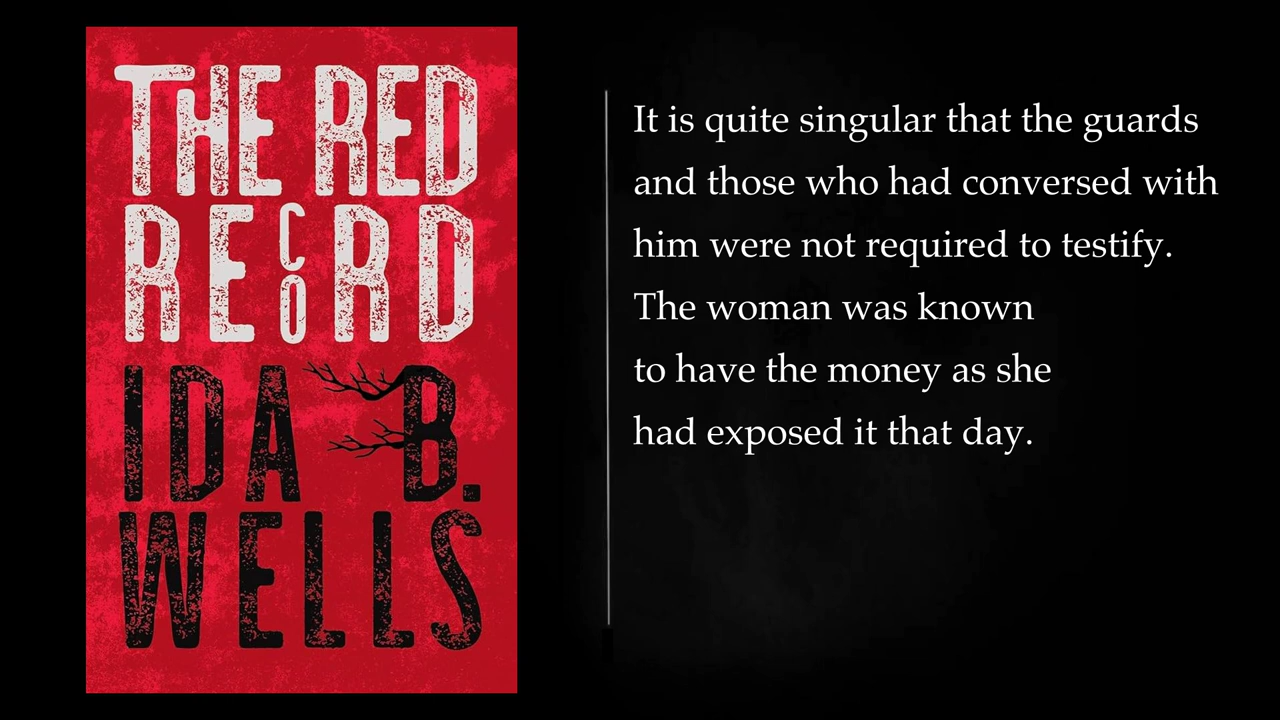 THE RED
RECORD
IDA B.
WELLS
It is quite singular that the guards
and those who had conversed with
him were not required to testify.
The woman was known
to have the money as she
had exposed it that day.